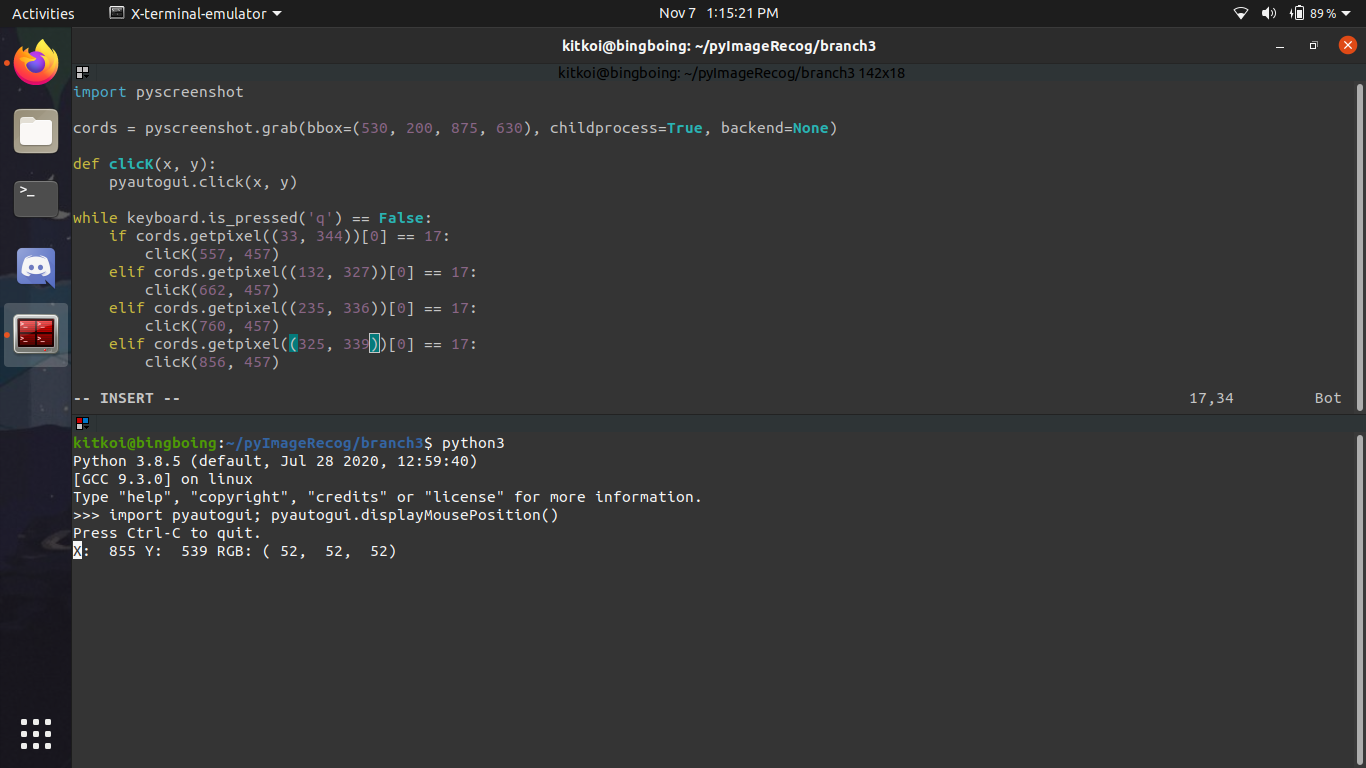 Activities X-terminal-emulator Nov 7 1:15:21 PM 89 %
kitkoi@bingboing: ~/pyImageRecog/branch3
kitkoi@bingboing: ~/pyImageRecog/branch3 142x18
import pyscreenshot
cords = pyscreenshot.grab(bbox=(530, 200, 875, 630), childprocess=True, backend=None)
def clicK(x, y):
    pyautogui.click(x, y)
while keyboard.is_pressed('q') == False:
    if cords.getpixel((33, 344))[0] == 17:
        clicK(557, 457)
    elif cords.getpixel((132, 327))[0] == 17:
        clicK(662, 457)
    elif cords.getpixel((235, 336))[0] == 17:
        clicK(760, 457)
    elif cords.getpixel((325, 339))[0] == 17:
        clicK(856, 457)
-- INSERT -- 17,34 Bot
kitkoi@bingboing:~/pyImageRecog/branch3$ python3
Python 3.8.5 (default, Jul 28 2020, 12:59:40)
[GCC 9.3.0] on linux
Type "help", "copyright", "credits" or "license" for more information.
>>> import pyautogui; pyautogui.displayMousePosition()
Press Ctrl-C to quit.
X:  855 Y:  539 RGB: ( 52,  52,  52)